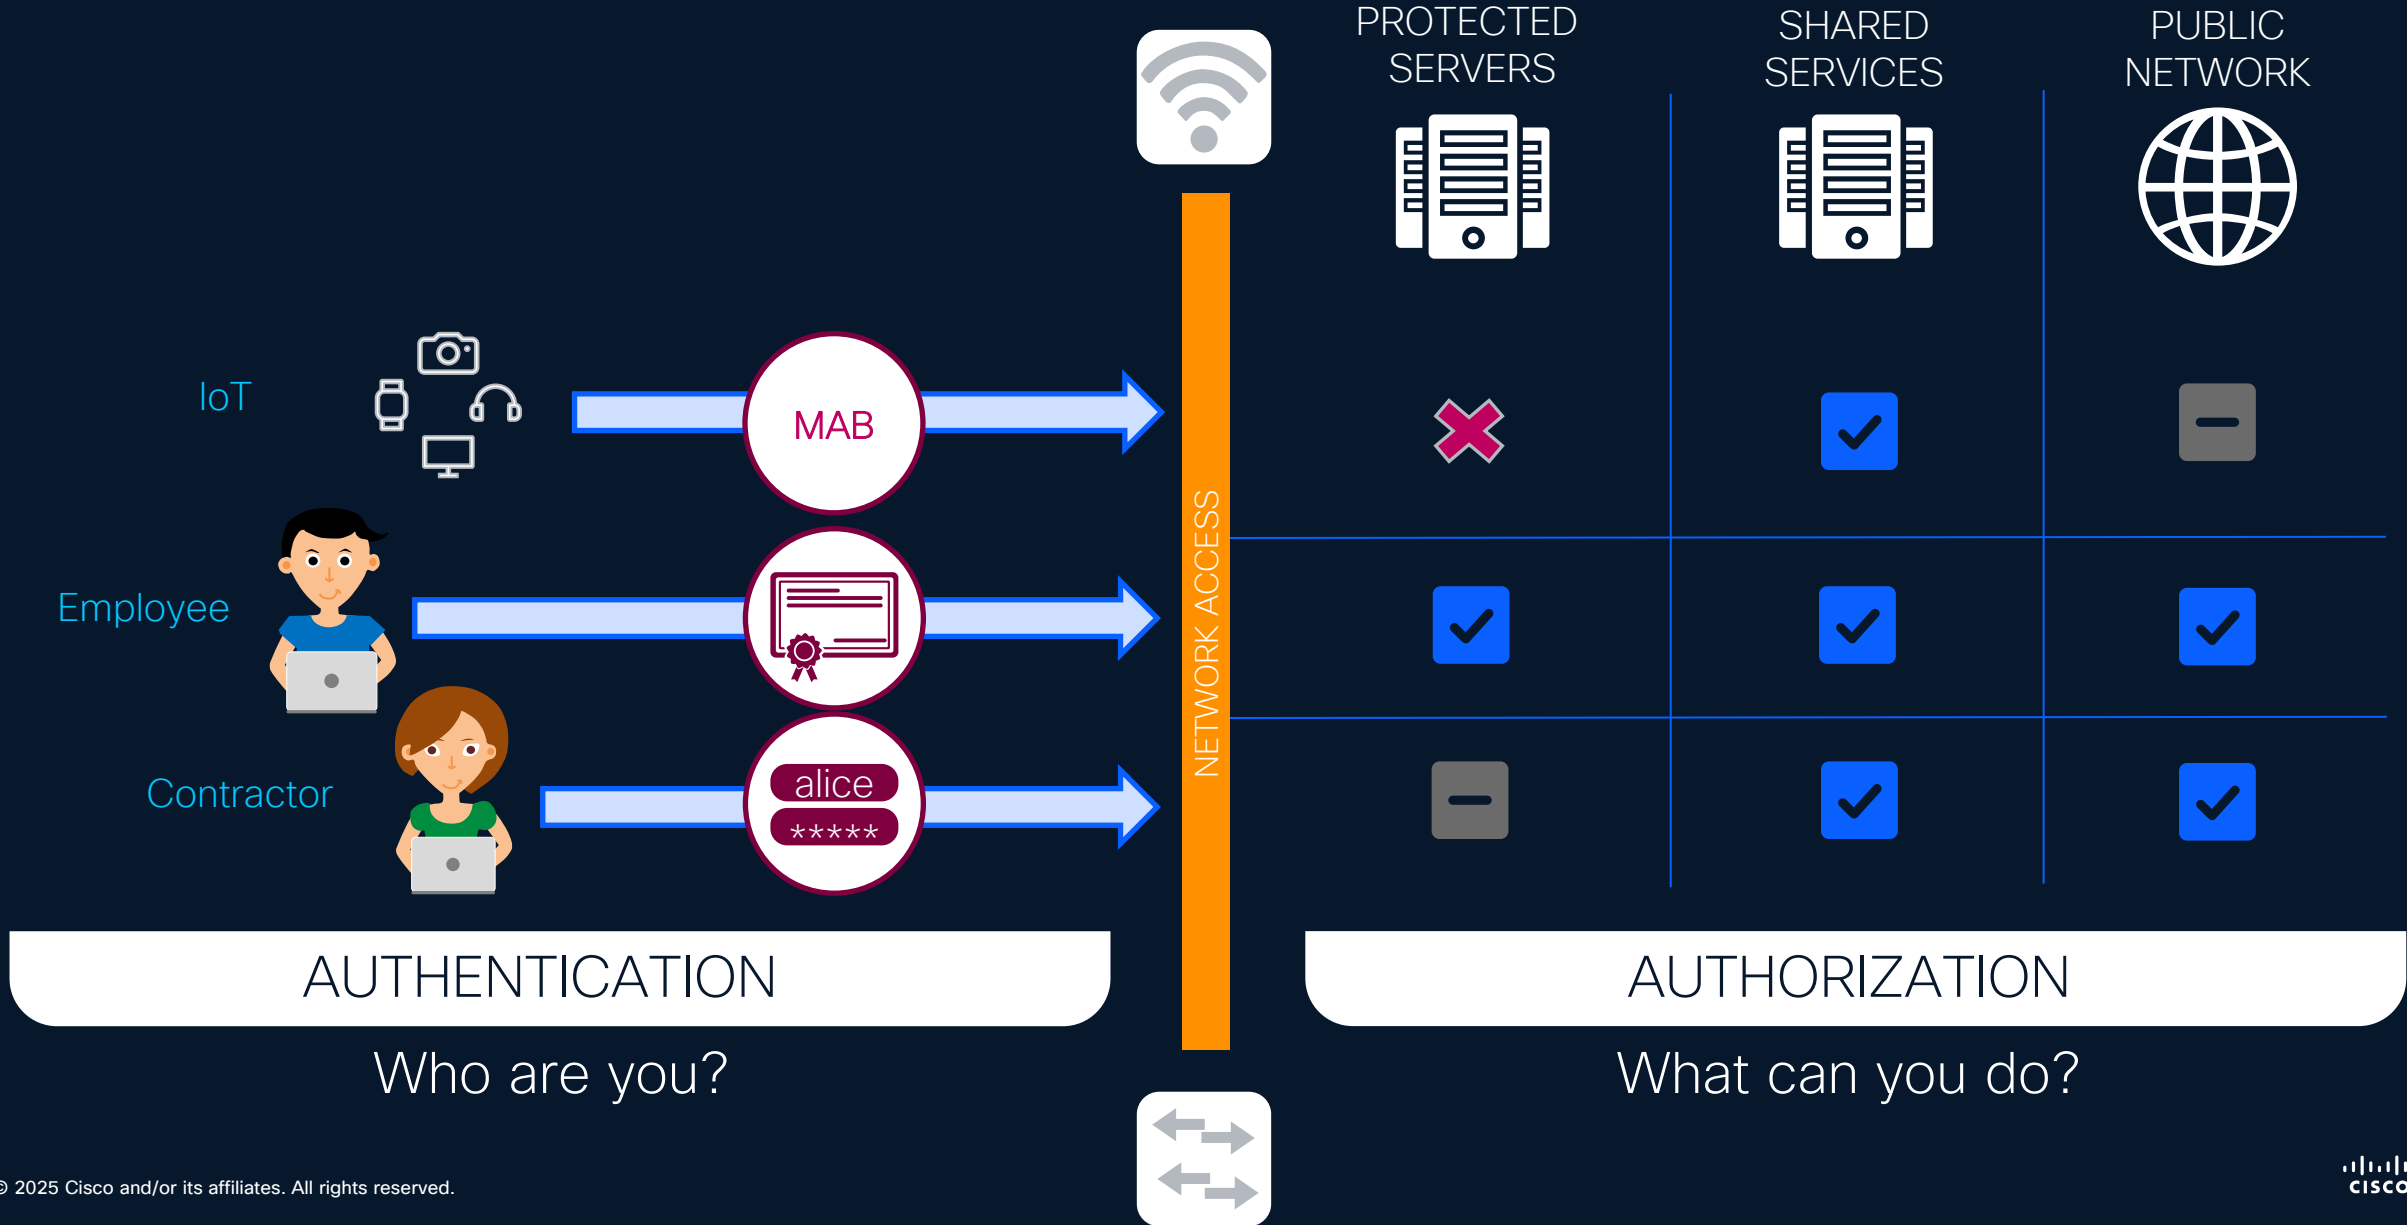 PROTECTED
SERVERS
SHARED
SERVICES
PUBLIC
NETWORK
IoT
MAB
Employee
Contractor
alice
*****
NETWORK ACCESS
AUTHENTICATION
Who are you?
AUTHORIZATION
What can you do?
© 2025 Cisco and/or its affiliates. All rights reserved.
CISCO